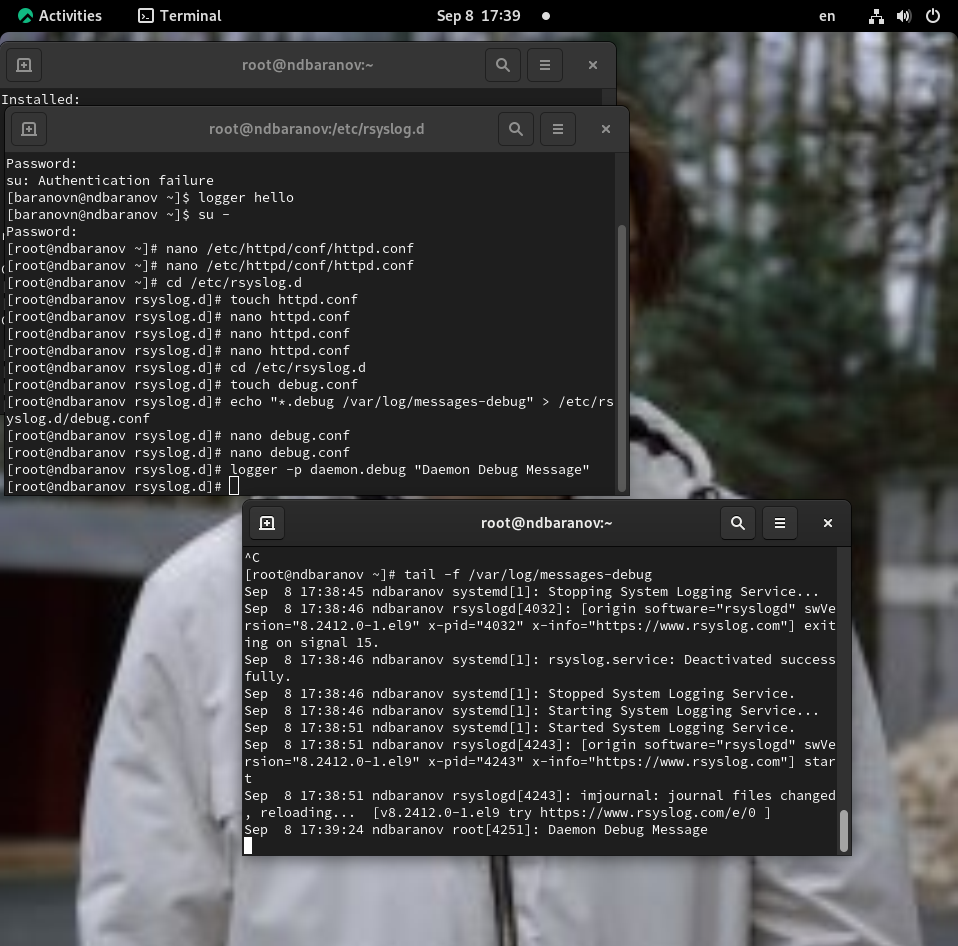 Activities Terminal Sep 8 17:39 en
root@ndbaranov:~
Installed:
root@ndbaranov:/etc/rsyslog.d
Password:
su: Authentication failure
[baranovn@ndbaranov ~]$ logger hello
[baranovn@ndbaranov ~]$ su -
Password:
[root@ndbaranov ~]# nano /etc/httpd/conf/httpd.conf
[root@ndbaranov ~]# nano /etc/httpd/conf/httpd.conf
[root@ndbaranov ~]# cd /etc/rsyslog.d
[root@ndbaranov rsyslog.d]# touch httpd.conf
[root@ndbaranov rsyslog.d]# nano httpd.conf
[root@ndbaranov rsyslog.d]# nano httpd.conf
[root@ndbaranov rsyslog.d]# nano httpd.conf
[root@ndbaranov rsyslog.d]# cd /etc/rsyslog.d
[root@ndbaranov rsyslog.d]# touch debug.conf
[root@ndbaranov rsyslog.d]# echo "*.debug /var/log/messages-debug" > /etc/rs
yslog.d/debug.conf
[root@ndbaranov rsyslog.d]# nano debug.conf
[root@ndbaranov rsyslog.d]# nano debug.conf
[root@ndbaranov rsyslog.d]# logger -p daemon.debug "Daemon Debug Message"
[root@ndbaranov rsyslog.d]#
root@ndbaranov:~
^C
[root@ndbaranov ~]# tail -f /var/log/messages-debug
Sep  8 17:38:45 ndbaranov systemd[1]: Stopping System Logging Service...
Sep  8 17:38:46 ndbaranov rsyslogd[4032]: [origin software="rsyslogd" swVe
rsion="8.2412.0-1.el9" x-pid="4032" x-info="https://www.rsyslog.com"] exit
ing on signal 15.
Sep  8 17:38:46 ndbaranov systemd[1]: rsyslog.service: Deactivated success
fully.
Sep  8 17:38:46 ndbaranov systemd[1]: Stopped System Logging Service.
Sep  8 17:38:46 ndbaranov systemd[1]: Starting System Logging Service...
Sep  8 17:38:51 ndbaranov systemd[1]: Started System Logging Service.
Sep  8 17:38:51 ndbaranov rsyslogd[4243]: [origin software="rsyslogd" swVe
rsion="8.2412.0-1.el9" x-pid="4243" x-info="https://www.rsyslog.com"] star
t
Sep  8 17:38:51 ndbaranov rsyslogd[4243]: imjournal: journal files changed
, reloading...  [v8.2412.0-1.el9 try https://www.rsyslog.com/e/0 ]
Sep  8 17:39:24 ndbaranov root[4251]: Daemon Debug Message